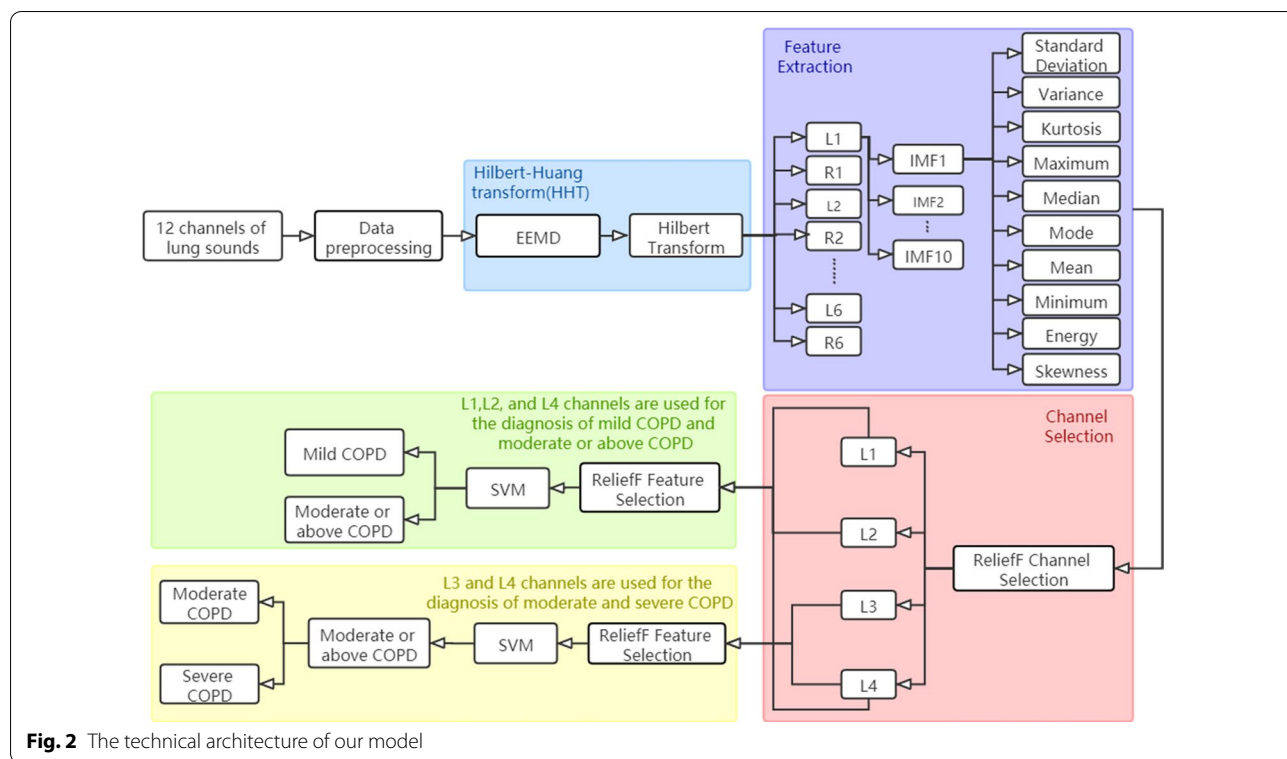 12 channels of
lung sounds
Data
preprocessing
Hilbert-Huang
transform(HHT)
EEMD
Hilbert
Transform
Feature
Extraction
L1
R1
L2
R2
L6
R6
IMF1
IMF2
IMF10
Standard
Deviation
Variance
Kurtosis
Maximum
Median
Mode
Mean
Minimum
Energy
Skewness
Channel
Selection
ReliefF Channel
Selection
L1
L2
L3
L4
L1,L2, and L4 channels are used for
the diagnosis of mild COPD and
moderate or above COPD
ReliefF Feature
Selection
SVM
Mild COPD
Moderate or
above COPD
L3 and L4 channels are used for the
diagnosis of moderate and severe COPD
ReliefF Feature
Selection
SVM
Moderate or
above COPD
Moderate
COPD
Severe
COPD
Fig. 2 The technical architecture of our model